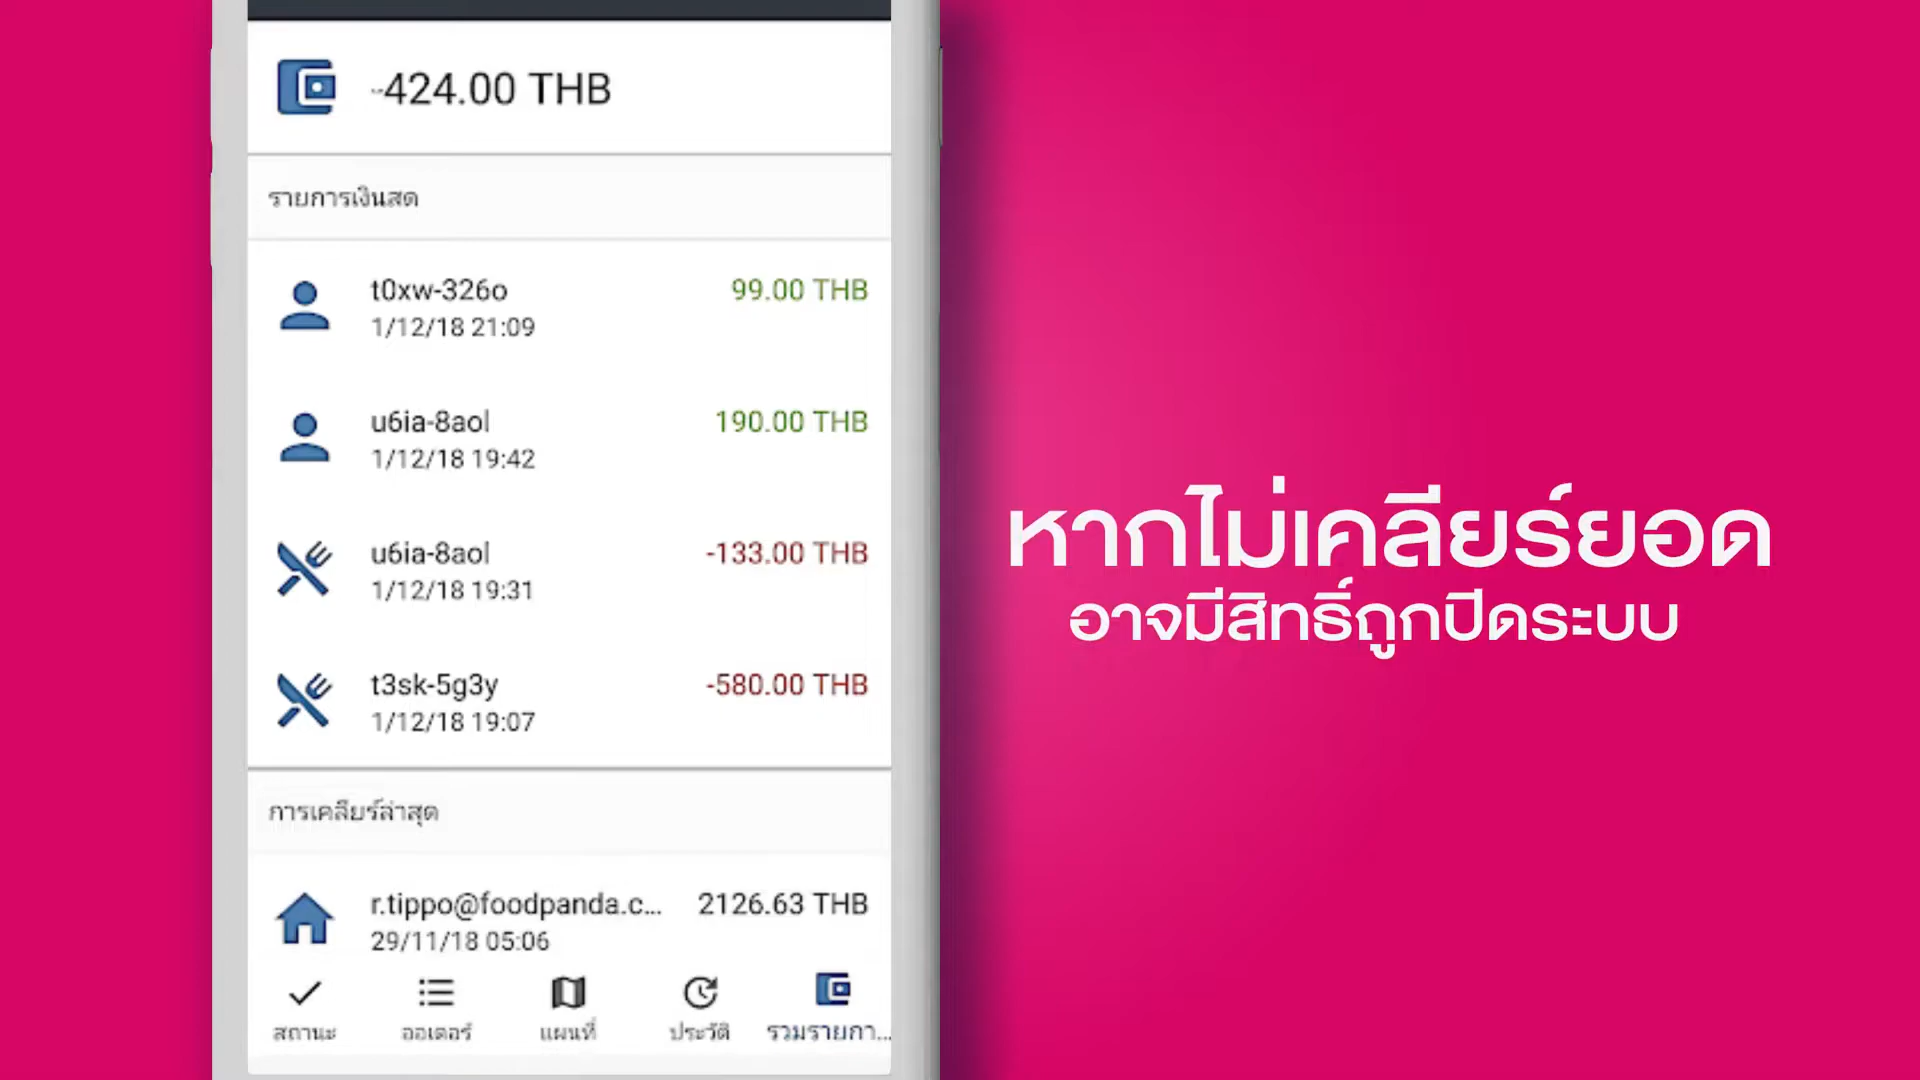 -424.00 THB
รายการเงินสด
t0xw-326o 99.00 THB
1/12/18 21:09
u6ia-8aol 190.00 THB
1/12/18 19:42
u6ia-8aol -133.00 THB
1/12/18 19:31
t3sk-5g3y -580.00 THB
1/12/18 19:07
การเคลียร์ล่าสุด
r.tippo@foodpanda.c... 2126.63 THB
29/11/18 05:06
สถานะ ออเดอร์ แผนที่ ประวัติ รวมรายกา...
หากไม่เคลียร์ยอด
อาจมีสิทธิ์ถูกปิดระบบ